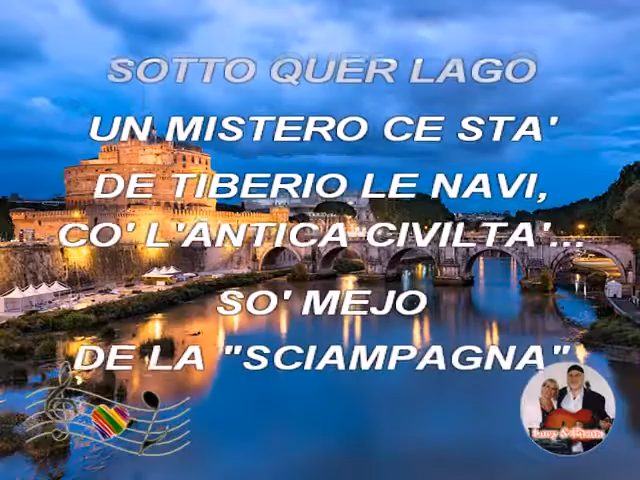 SOTTO QUER LAGO
UN MISTERO CE STA'
DE TIBERIO LE NAVI,
CO' L'ANTICA CIVILTA'...
SO' MEJO
DE LA "SCIAMPAGNA"